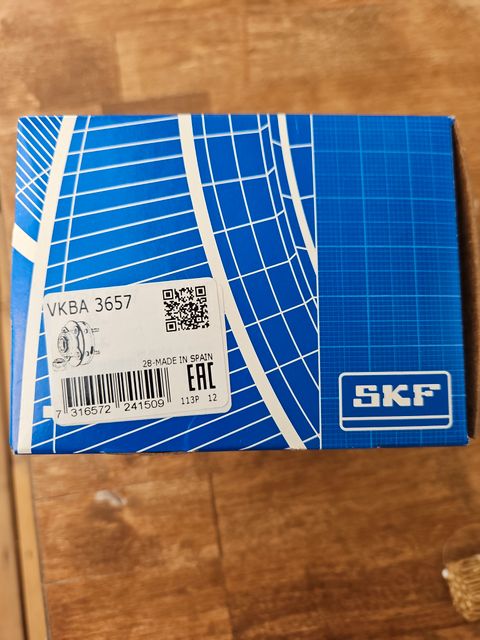 VKBA 3657
28-MADE IN SPAIN
EAC
7 316572 241509
113P 12
SKF